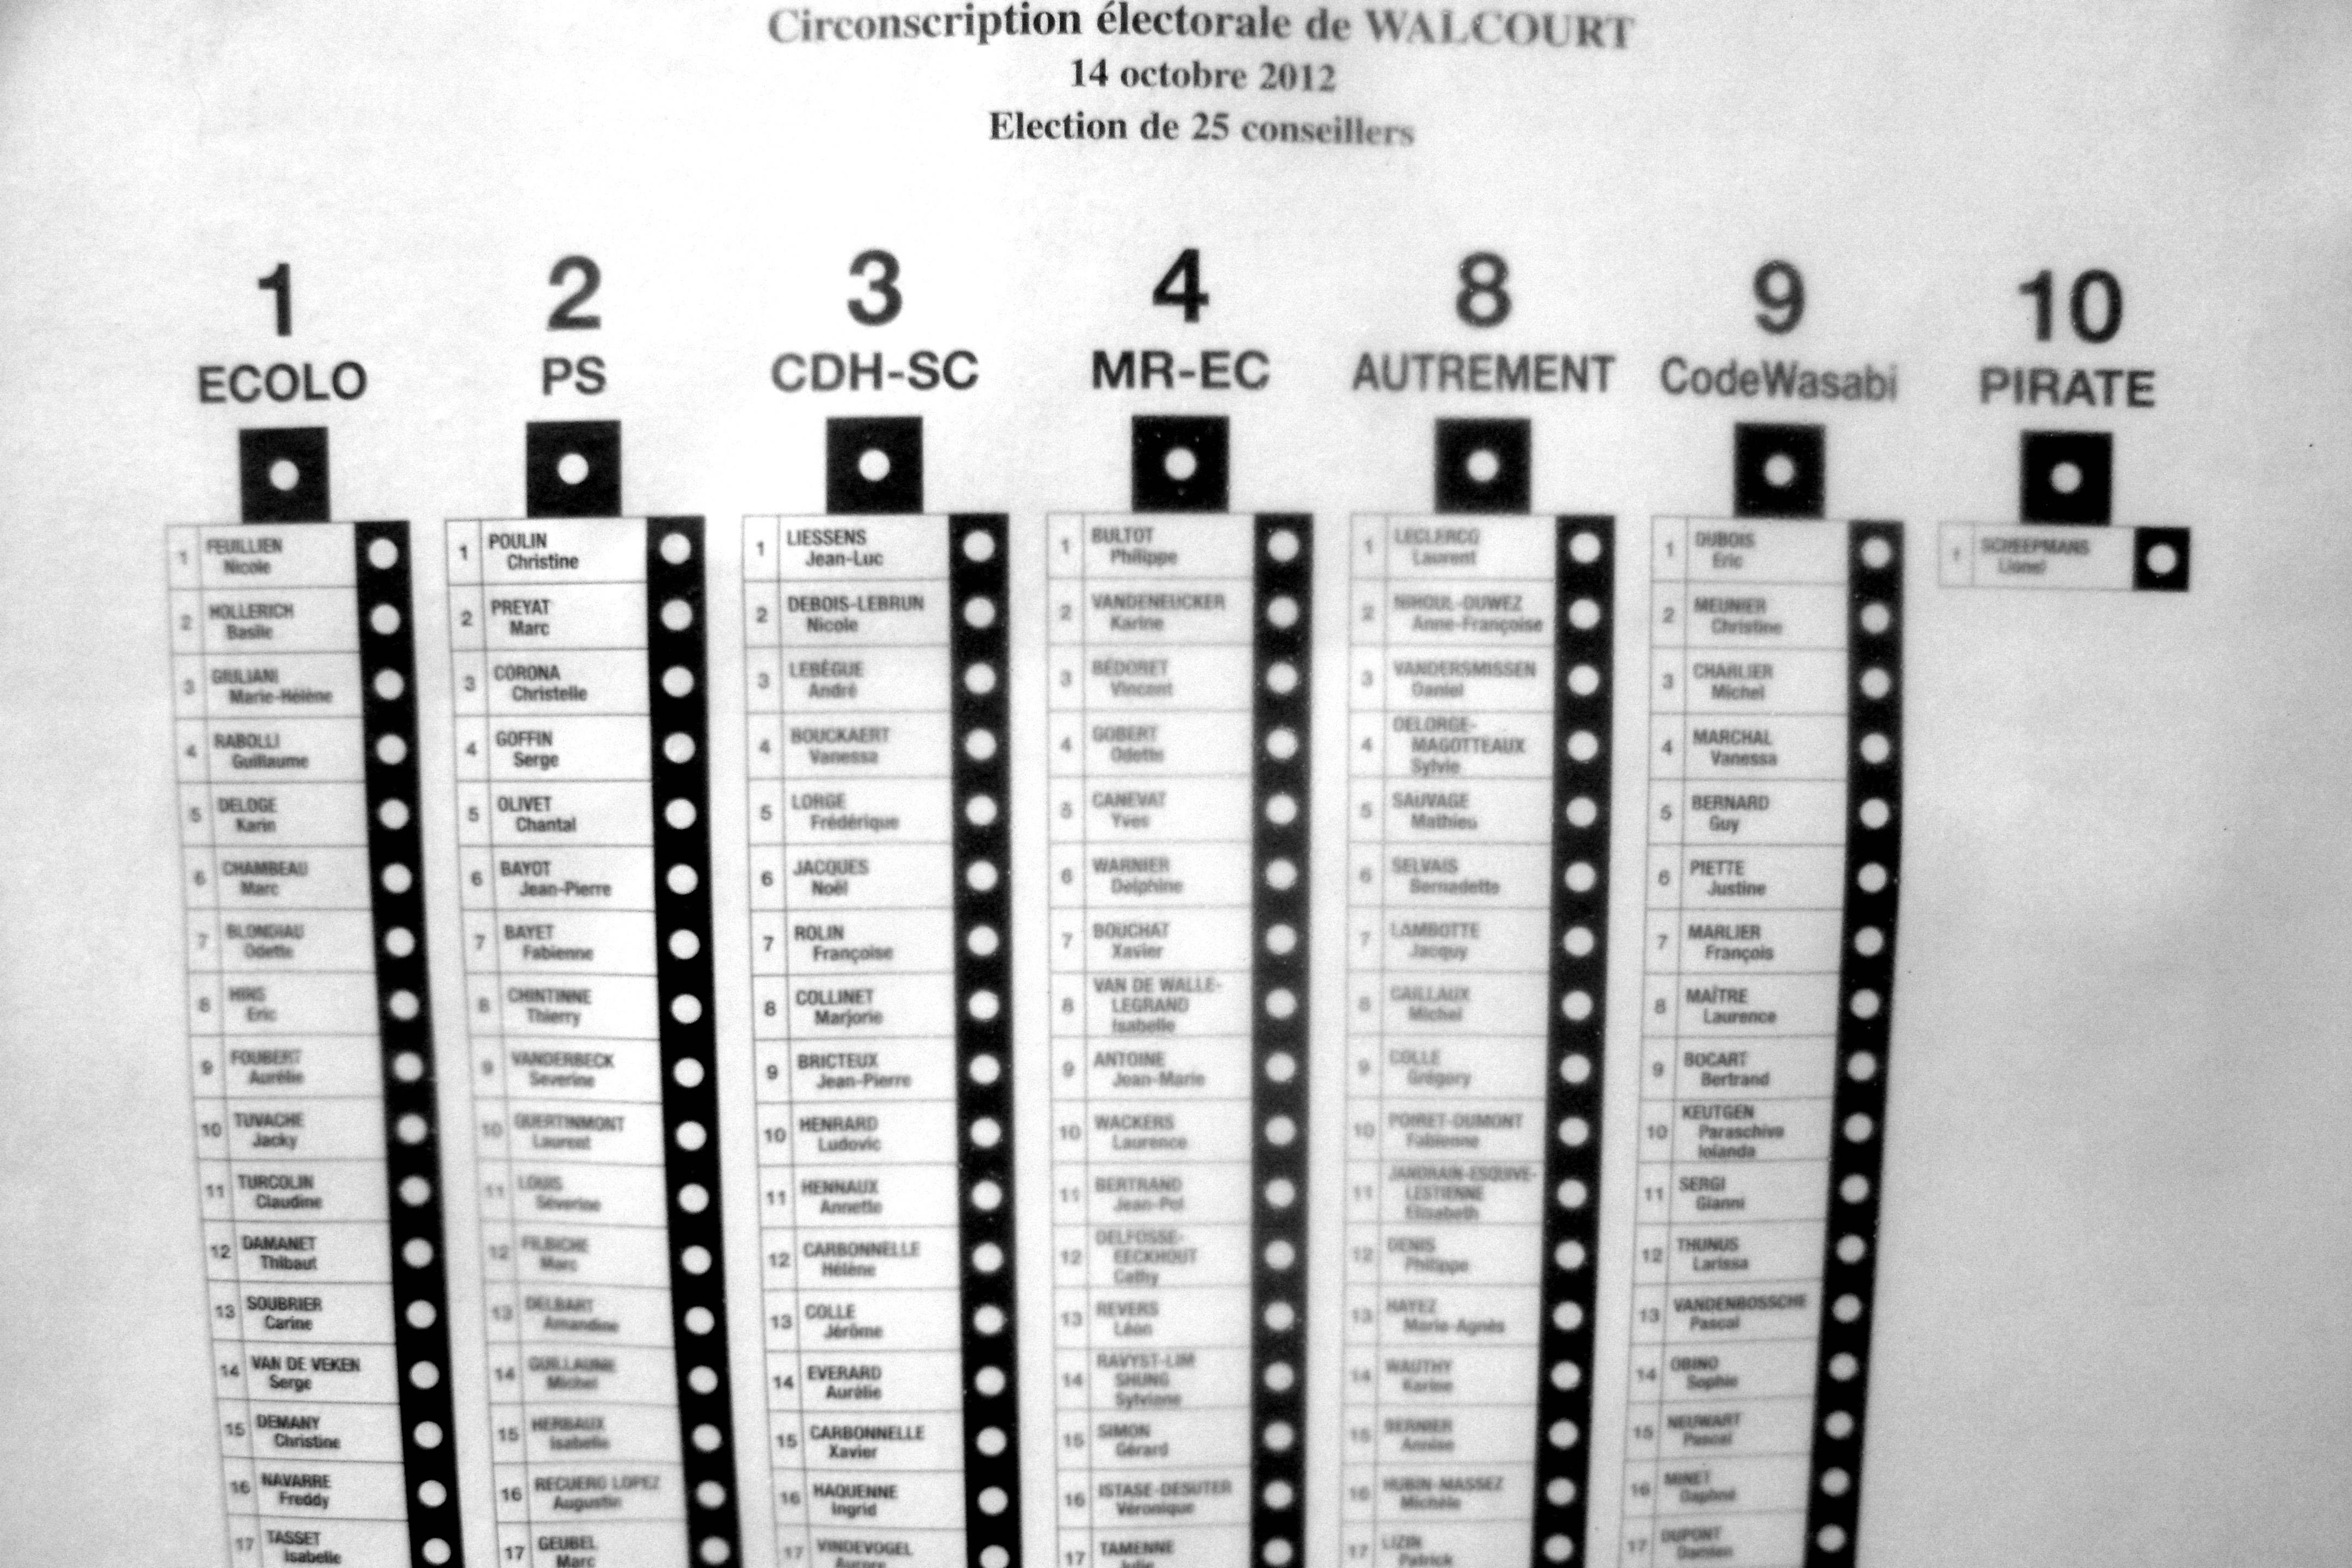 Circonscription électorale de WALCOURT
14 octobre 2012
Election de 25 conseillers
1
ECOLO
1 FEUILLIEN
Nicole
2 HOLLERICH
Basile
3 GIULIANI
Marie-Hélène
4 RABOLLI
Guillaume
5 DELOGE
Karin
6 CHAMBEAU
Marc
7 BLONDIAU
Odette
8
Eric
9 FOUBERT
Aurélie
10 TUVACHE
Jacky
11 TURCOLIN
Claudine
12 DAMANET
Thibaut
13 SOUBRIER
Carine
14 VAN DE VEKEN
Serge
15 DEMANY
Christine
16 NAVARRE
Freddy
17 TASSET
Isabelle
2
PS
1 POULIN
Christine
2 PREYAT
Marc
3 CORONA
Christelle
4 GOFFIN
Serge
5 OLIVET
Chantal
6 BAYOT
Jean-Pierre
7 BAYET
Fabienne
8 CHINTINNE
Thierry
9 VANDERBECK
Severine
10 QUERTINMONT
Laurent
11 LOUIS
Séverine
12
Marc
13 DELBART
Amandine
14 GUILLAUME
Michel
15 HERBAUX
Isabelle
16 RECUERO LOPEZ
Augustin
17 GEUBEL
Marc
3
CDH-SC
1 LIESSENS
Jean-Luc
2 DEBOIS-LEBRUN
Nicole
3 LEBÈGUE
André
4 BOUCKAERT
Vanessa
5 LORGE
Frédérique
6 JACQUES
Noël
7 ROLIN
Françoise
8 COLLINET
Marjorie
9 BRICTEUX
Jean-Pierre
10 HENRARD
Ludovic
11 HENNAUX
Annette
12 CARBONNELLE
Hélène
13 COLLE
Jérôme
14 EVERARD
Aurélie
15 CARBONNELLE
Xavier
16 HAQUENNE
Ingrid
17 VINDEVOGEL
Aurore
4
MR-EC
1 BULTOT
Philippe
2 VANDENEUCKER
Karine
3 BÉDORET
Vincent
4 GOBERT
Odette
5 CANEVAT
Yves
6 WARNIER
Delphine
7 BOUCHAT
Xavier
8 VAN DE WALLE-
LEGRAND
Isabelle
9 ANTOINE
Jean-Marie
10 WACKERS
Laurence
11 BERTRAND
Jean-Pol
12 DELFOSSE-
EECKHOUT
Cathy
13 REVERS
Léon
14 RAVYST-LIM
SHUNG
Sylviane
15 SIMON
Gérard
16 ISTASE-DESUTER
Véronique
17 TAMENNE
Julie
8
AUTREMENT
1 LECLERCQ
Laurent
2 NIHOUL-DUWEZ
Anne-Françoise
3 VANDERSMISSEN
Daniel
4 DELORGE-
MAGOTTEAUX
Sylvie
5 SAUVAGE
Mathieu
6 SELVAIS
Bernadette
7 LAMBOTTE
Jacquy
8 CAILLAUX
Michel
9 COLLE
Grégory
10 POIRET-DUMONT
Fabienne
11 JANDRAIN-ESQUIVE-
LESTIENNE
Elisabeth
12 DENIS
Philippe
13 HAYEZ
Marie-Agnès
14 WAUTHY
Karine
15 BERNIER
Annise
16 HUBIN-MASSEZ
Michèle
17 LIZIN
Patrick
9
CodeWasabi
1 DUBOIS
Eric
2 MEUNIER
Christine
3 CHARLIER
Michel
4 MARCHAL
Vanessa
5 BERNARD
Guy
6 PIETTE
Justine
7 MARLIER
François
8 MAÎTRE
Laurence
9 BOCART
Bertrand
10 KEUTGEN
Paraschiva
Iolanda
11 SERGI
Gianni
12 THUNUS
Larissa
13 VANDENBOSSCHE
Pascal
14 OBINO
Sophie
15 NEUWART
Pascal
16 MINET
Daphné
17 DUPONT
Damien
10
PIRATE
1 SCREEPMANS
Lionel